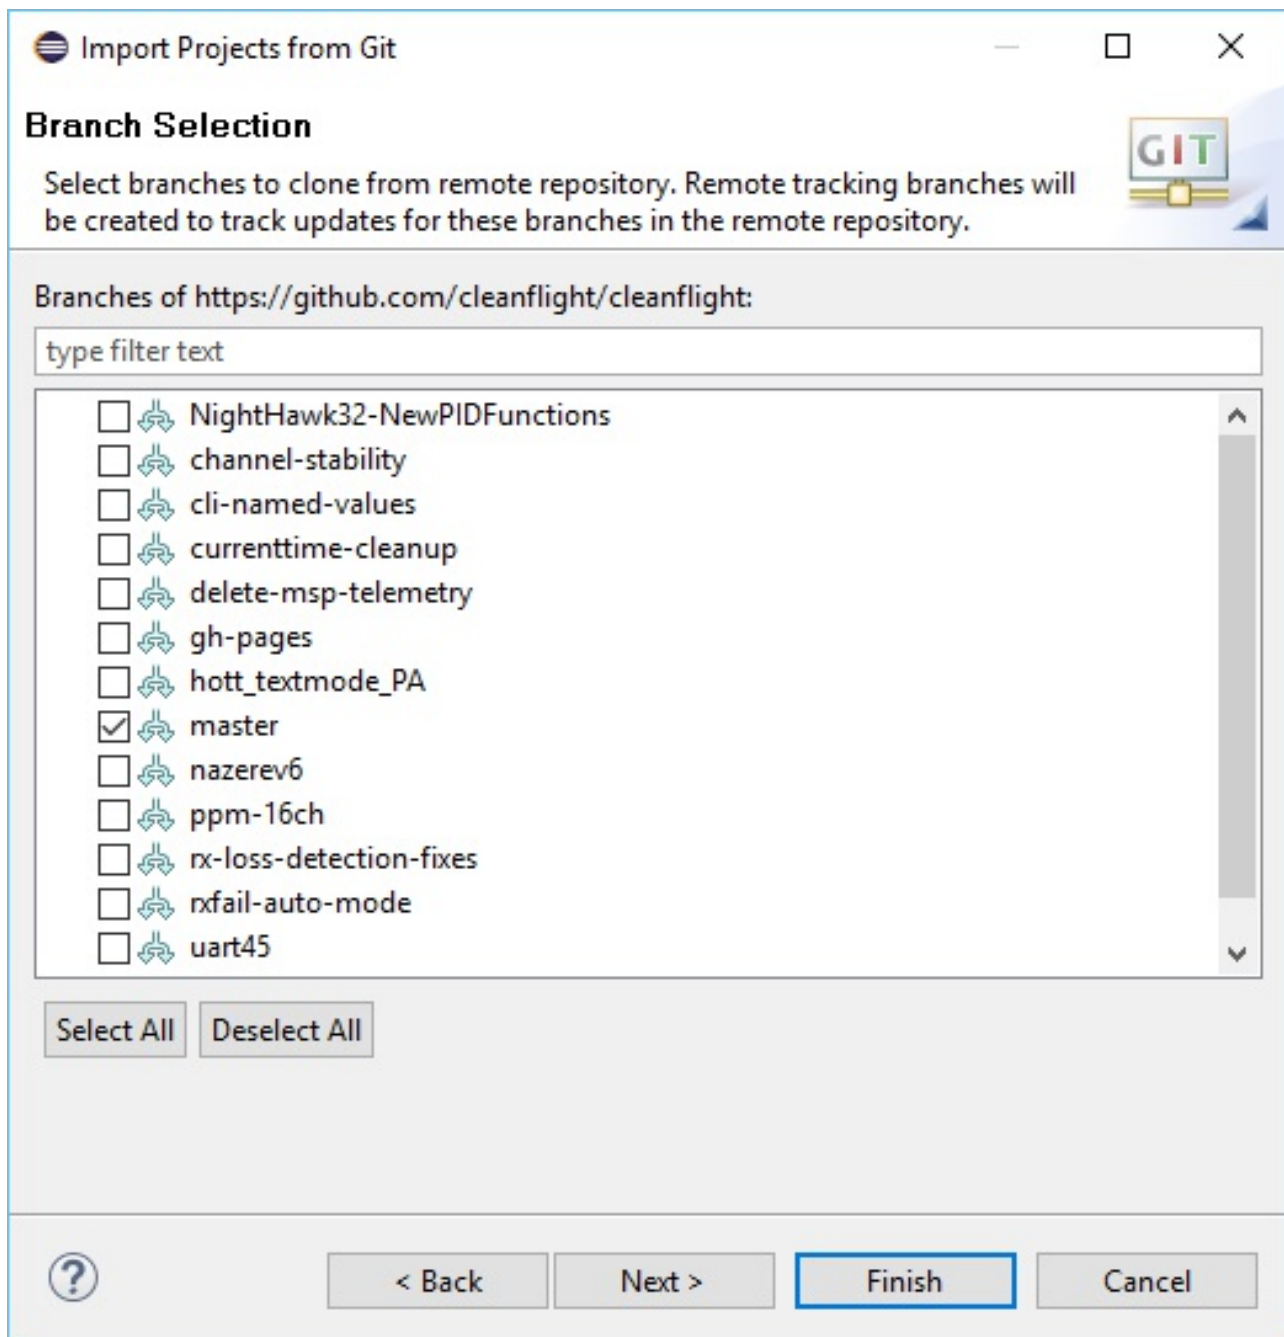 Import Projects from Git
Branch Selection
GIT
Select branches to clone from remote repository. Remote tracking branches will
be created to track updates for these branches in the remote repository.
Branches of https://github.com/cleanflight/cleanflight:
type filter text
NightHawk32-NewPIDFunctions
channel-stability
cli-named-values
currenttime-cleanup
delete-msp-telemetry
gh-pages
hott_textmode_PA
master
nazerev6
ppm-16ch
rx-loss-detection-fixes
rxfail-auto-mode
uart45
Select All Deselect All
? < Back Next > Finish Cancel